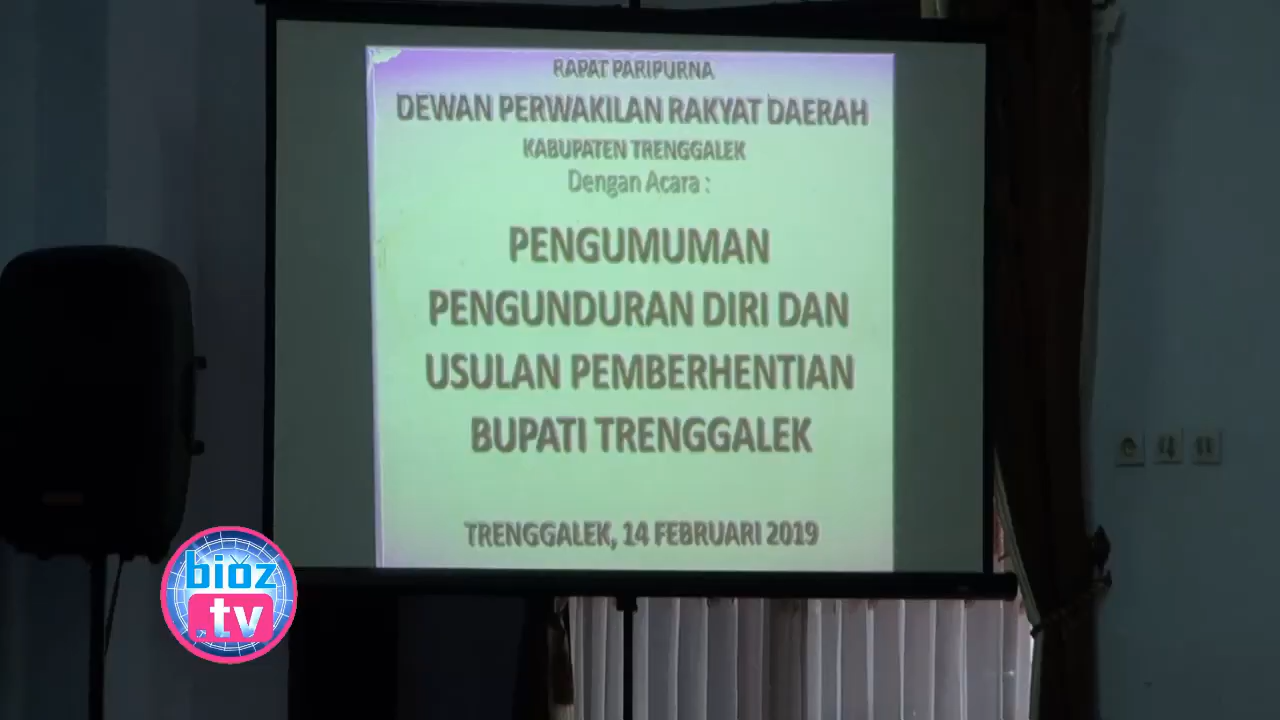 RAPAT PARIPURNA
DEWAN PERWAKILAN RAKYAT DAERAH
KABUPATEN TRENGGALEK
Dengan Acara :
PENGUMUMAN
PENGUNDURAN DIRI DAN
USULAN PEMBERHENTIAN
BUPATI TRENGGALEK
TRENGGALEK, 14 FEBRUARI 2019
bioz
.tv